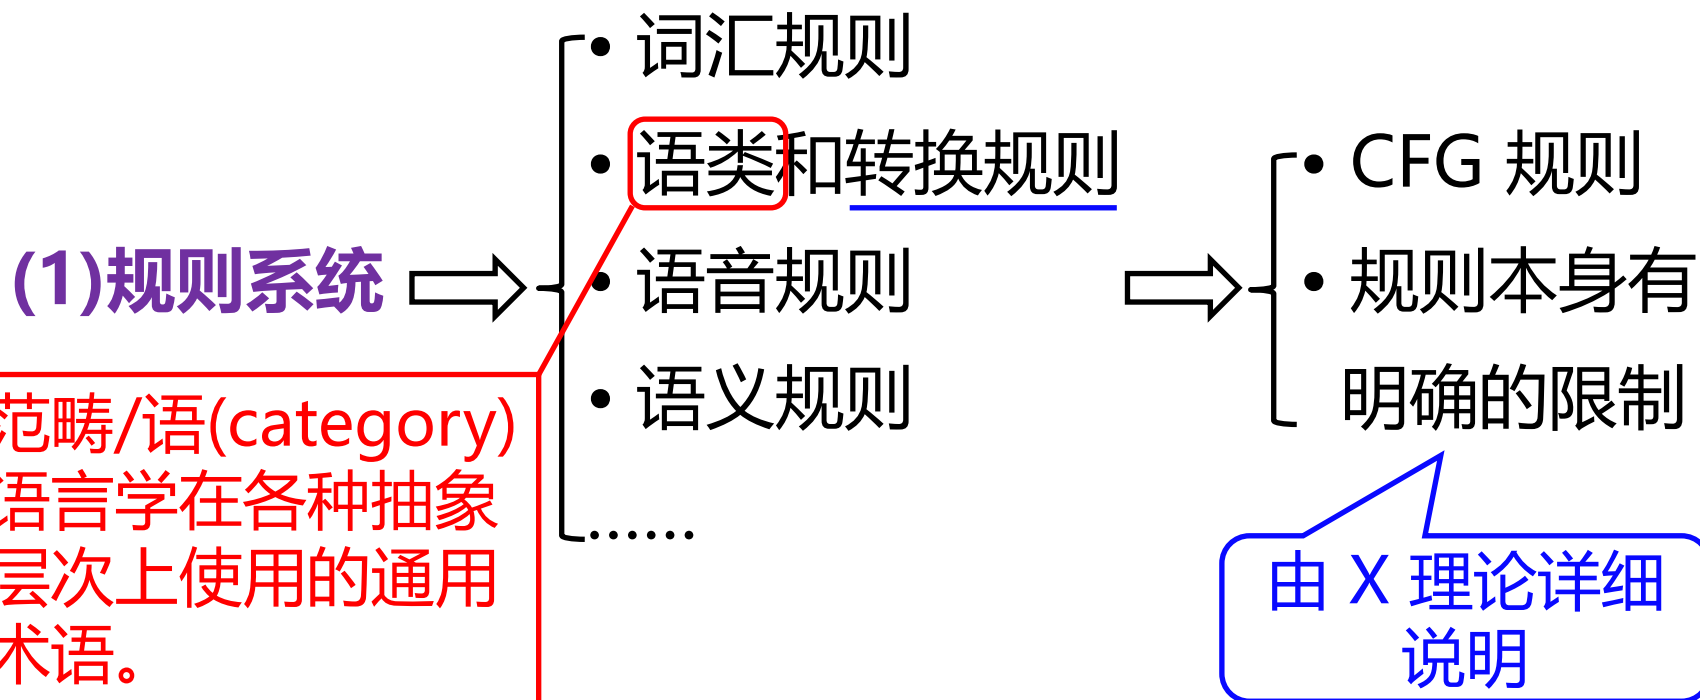 • 词汇规则
• 语类和转换规则
• 语音规则
• 语义规则
……
(1)规则系统
• CFG 规则
• 规则本身有
明确的限制
范畴/语(category)
语言学在各种抽象
层次上使用的通用
术语。
由 X 理论详细
说明